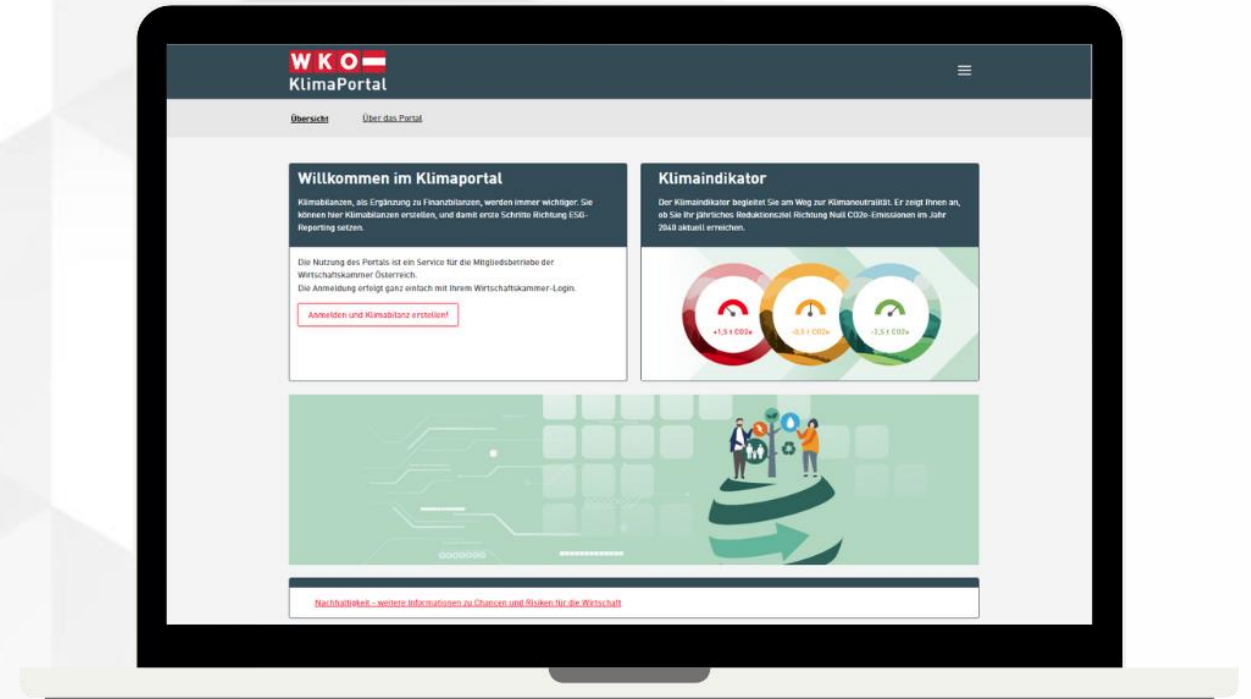 WKO
KlimaPortal
Übersicht
Über das Portal
Willkommen im Klimaportal
Klimabilanzen, als Ergänzung zu Finanzbilanzen, werden immer wichtiger. Sie
können hier Klimabilanzen erstellen, und damit erste Schritte Richtung ESG-
Reporting setzen.
Die Nutzung des Portals ist ein Service für die Mitgliedsbetriebe der
Wirtschaftskammer Österreich.
Die Anmeldung erfolgt ganz einfach mit Ihrem Wirtschaftskammer-Login.
Anmelden und Klimabilanz erstellen!
Klimaindikator
Der Klimaindikator begleitet Sie am Weg zur Klimaneutralität. Er zeigt Ihnen an,
ob Sie Ihr jährliches Reduktionsziel Richtung Null CO2e-Emissionen im Jahr
2040 aktuell erreichen.
+1,5 t CO2e
-0,5 t CO2e
-2,5 t CO2e
Nachhaltigkeit - weitere Informationen zu Chancen und Risiken für die Wirtschaft